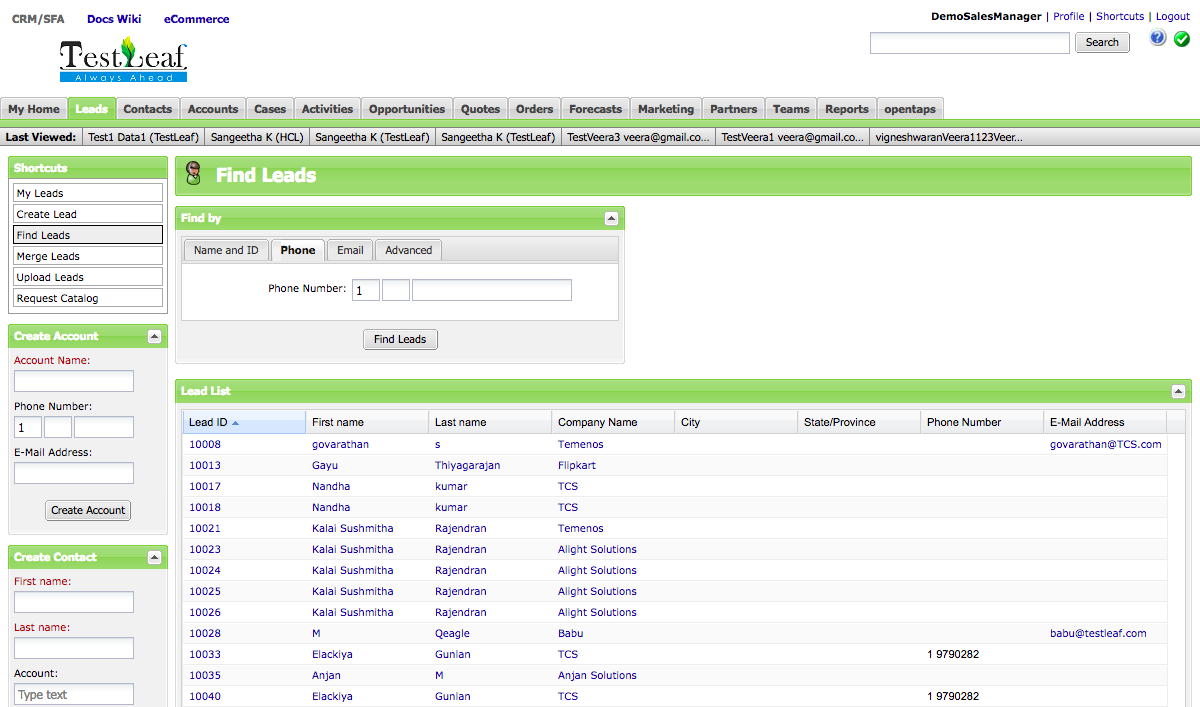 CRM/SFA Docs Wiki eCommerce
DemoSalesManager | Profile | Shortcuts | Logout
TestLeaf
Always Ahead
Search
My Home Leads Contacts Accounts Cases Activities Opportunities Quotes Orders Forecasts Marketing Partners Teams Reports opentaps
Last Viewed: Test1 Data1 (TestLeaf) Sangeetha K (HCL) Sangeetha K (TestLeaf) Sangeetha K (TestLeaf) TestVeera3 veera@gmail.co... TestVeera1 veera@gmail.co... vigneshwaranVeera1123Veer...
Shortcuts
My Leads
Create Lead
Find Leads
Merge Leads
Upload Leads
Request Catalog
Create Account
Account Name:
Phone Number:
1
E-Mail Address:
Create Account
Create Contact
First name:
Last name:
Account:
Type text
Find Leads
Find by
Name and ID Phone Email Advanced
Phone Number: 1
Find Leads
Lead List
Lead ID First name Last name Company Name City State/Province Phone Number E-Mail Address
10008 govarathan s Temenos govarathan@TCS.com
10013 Gayu Thiyagarajan Flipkart
10017 Nandha kumar TCS
10018 Nandha kumar TCS
10021 Kalai Sushmitha Rajendran Temenos
10023 Kalai Sushmitha Rajendran Alight Solutions
10024 Kalai Sushmitha Rajendran Alight Solutions
10025 Kalai Sushmitha Rajendran Alight Solutions
10026 Kalai Sushmitha Rajendran Alight Solutions
10028 M Qeagle Babu babu@testleaf.com
10033 Elackiya Gunlan TCS 1 9790282
10035 Anjan M Anjan Solutions
10040 Elackiya Gunlan TCS 1 9790282